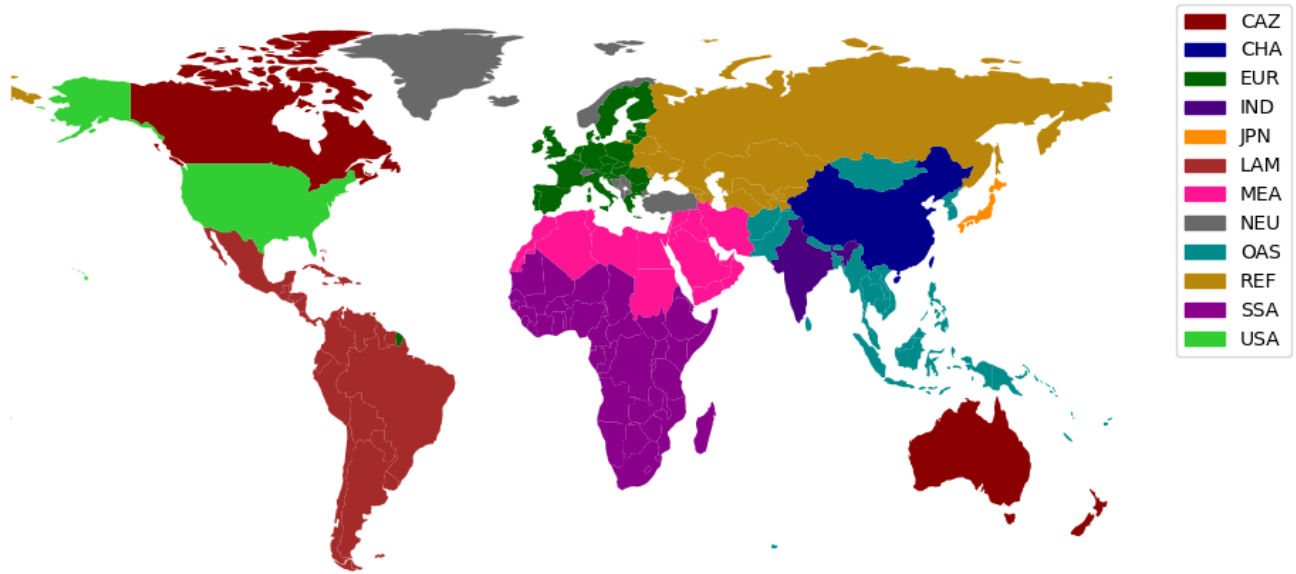 CAZ
CHA
EUR
IND
JPN
LAM
MEA
NEU
OAS
REF
SSA
USA